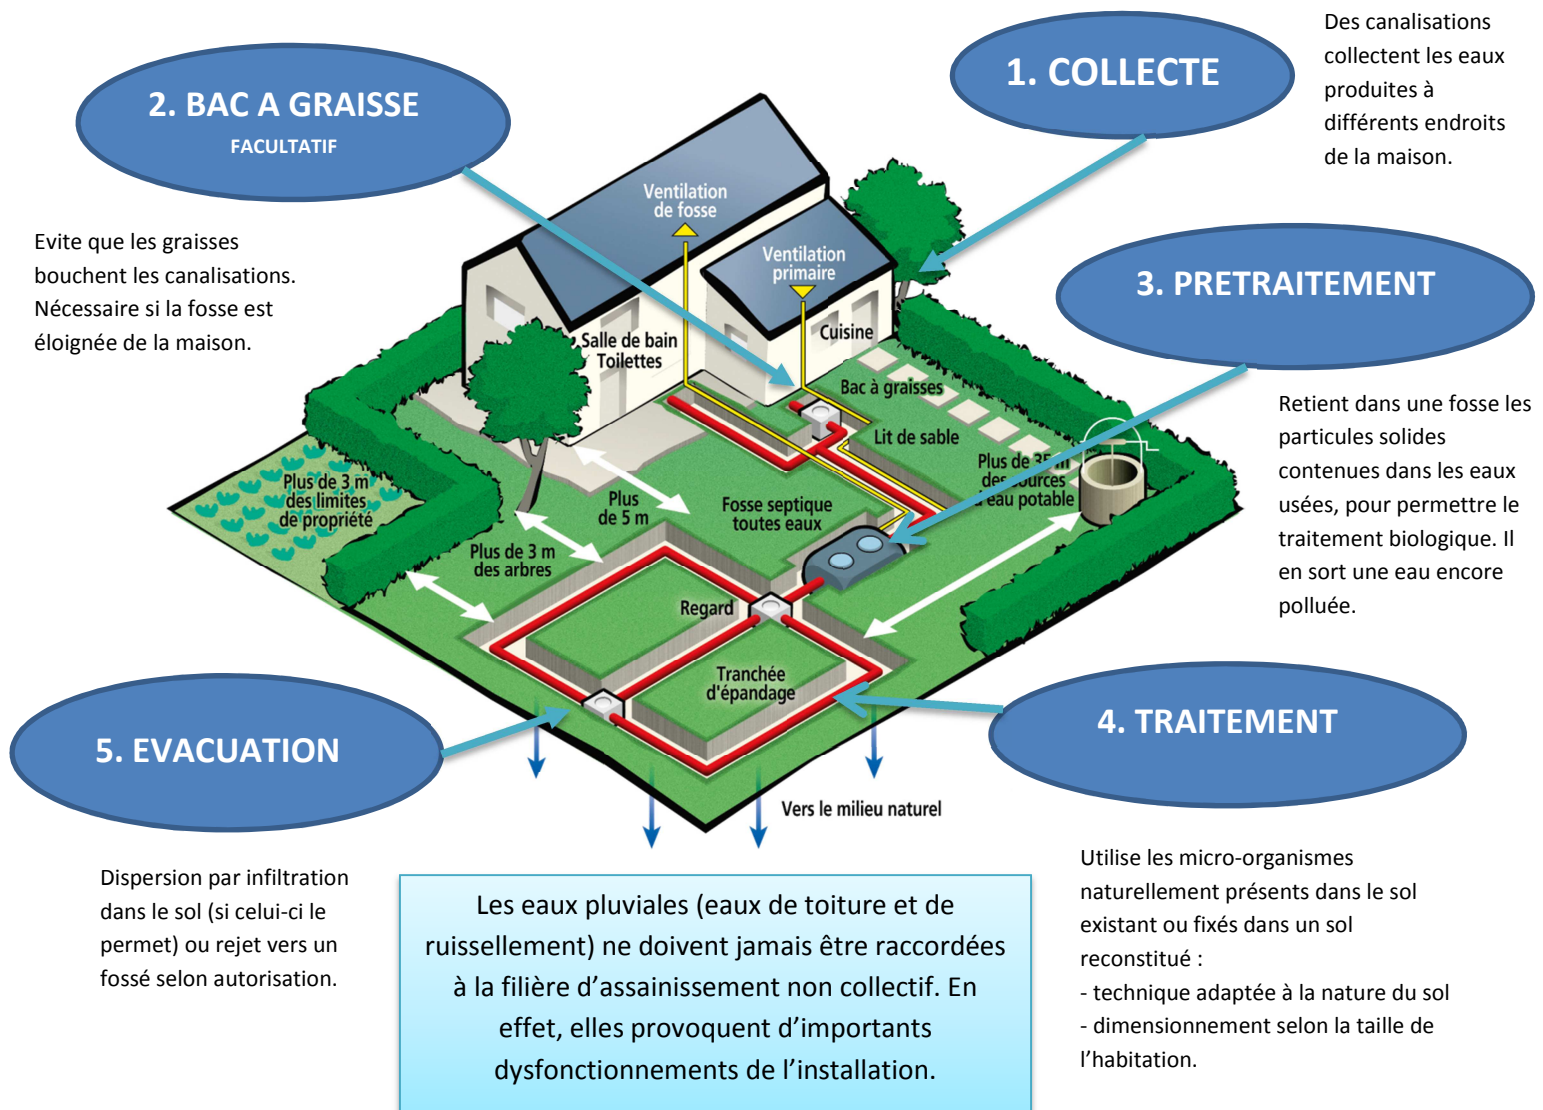 1. COLLECTE
Des canalisations
collectent les eaux
produites à
différents endroits
de la maison.
2. BAC A GRAISSE
FACULTATIF
Evite que les graisses
bouchent les canalisations.
Nécessaire si la fosse est
éloignée de la maison.
3. PRETRAITEMENT
Retient dans une fosse les
particules solides
contenues dans les eaux
usées, pour permettre le
traitement biologique. Il
en sort une eau encore
polluée.
Ventilation
de fosse
Ventilation
primaire
Salle de bain
Toilettes
Cuisine
Bac à graisses
Lit de sable
Plus de 35 m
des sources
d'eau potable
Plus de 3 m
des limites
de propriété
Plus
de 5 m
Fosse septique
toutes eaux
Plus de 3 m
des arbres
Regard
Tranchée
d'épandage
Vers le milieu naturel
4. TRAITEMENT
Utilise les micro-organismes
naturellement présents dans le sol
existant ou fixés dans un sol
reconstitué :
- technique adaptée à la nature du sol
- dimensionnement selon la taille de
l’habitation.
5. EVACUATION
Dispersion par infiltration
dans le sol (si celui-ci le
permet) ou rejet vers un
fossé selon autorisation.
Les eaux pluviales (eaux de toiture et de
ruissellement) ne doivent jamais être raccordées
à la filière d’assainissement non collectif. En
effet, elles provoquent d’importants
dysfonctionnements de l’installation.